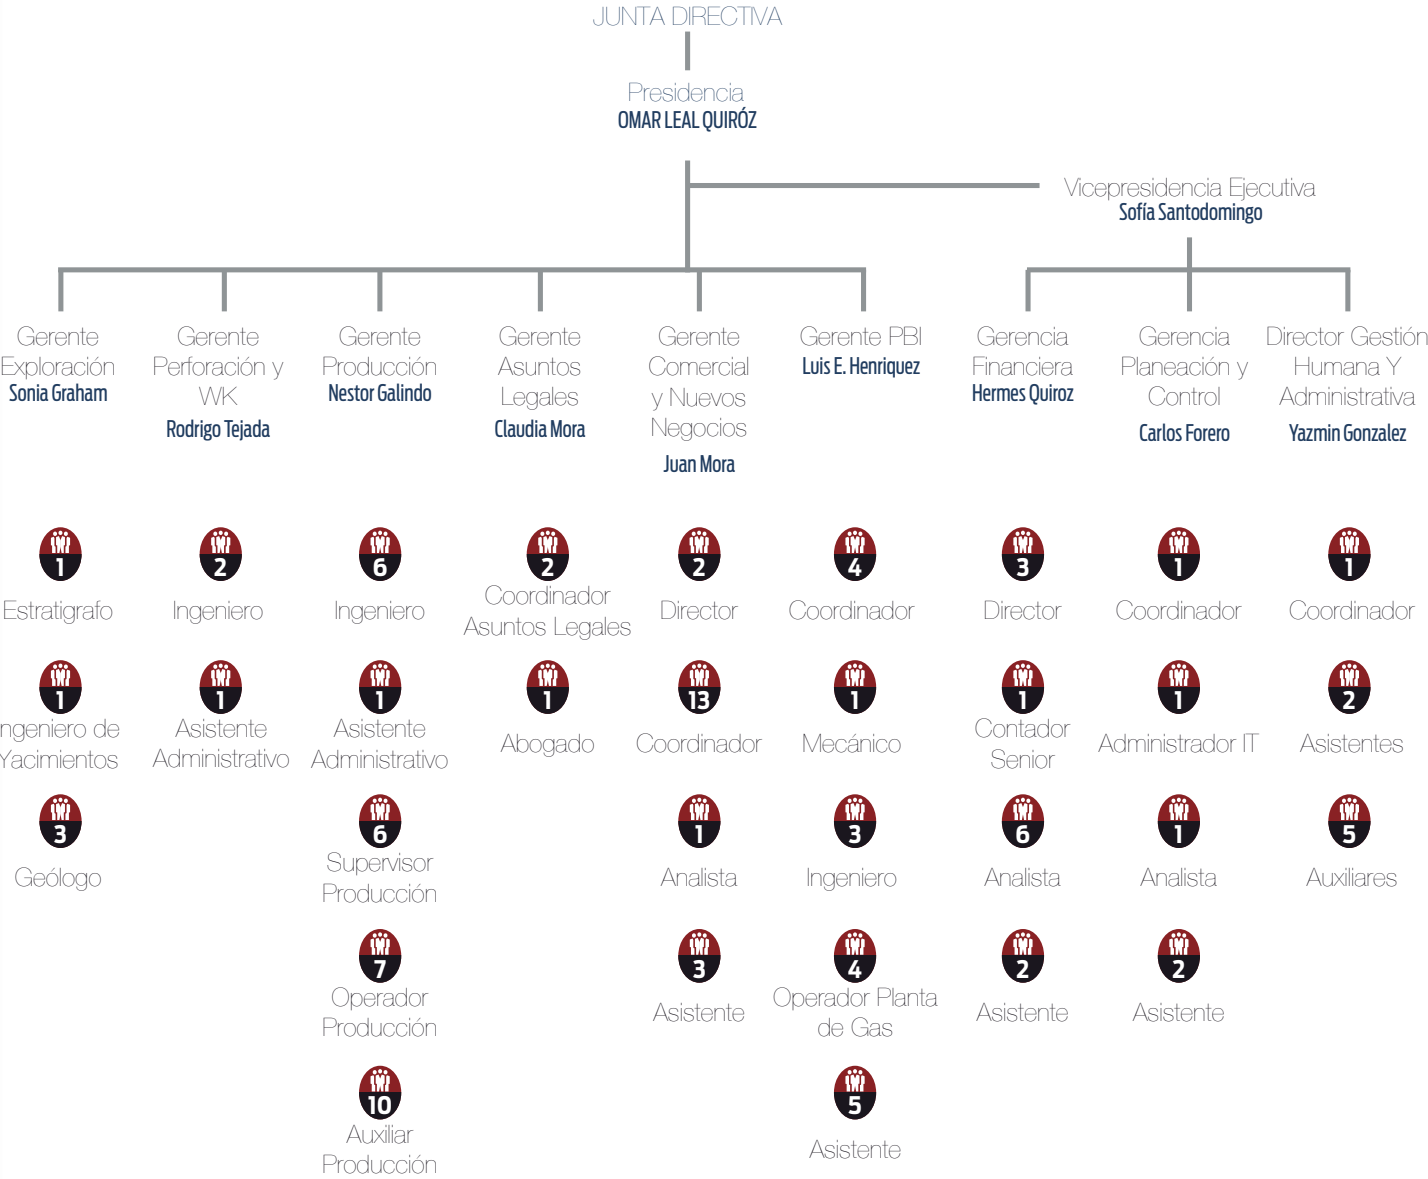 JUNTA DIRECTIVA
Presidencia
OMAR LEAL QUIRÓZ
Vicepresidencia Ejecutiva
Sofía Santodomingo
Gerente
Exploración
Sonia Graham
Gerente
Perforación y
WK
Rodrigo Tejada
Gerente
Producción
Nestor Galindo
Gerente
Asuntos
Legales
Claudia Mora
Gerente
Comercial
y Nuevos
Negocios
Juan Mora
Gerente PBI
Luis E. Henriquez
Gerencia
Financiera
Hermes Quiroz
Gerencia
Planeación y
Control
Carlos Forero
Director Gestión
Humana Y
Administrativa
Yazmin Gonzalez
1
Estratigrafo
1
Ingeniero de
Yacimientos
3
Geólogo
2
Ingeniero
1
Asistente
Administrativo
6
Ingeniero
1
Asistente
Administrativo
6
Supervisor
Producción
7
Operador
Producción
10
Auxiliar
Producción
2
Coordinador
Asuntos Legales
1
Abogado
2
Director
13
Coordinador
1
Analista
3
Asistente
4
Coordinador
1
Mecánico
3
Ingeniero
4
Operador Planta
de Gas
5
Asistente
3
Director
1
Contador
Senior
6
Analista
2
Asistente
1
Coordinador
1
Administrador IT
1
Analista
2
Asistente
1
Coordinador
2
Asistentes
5
Auxiliares